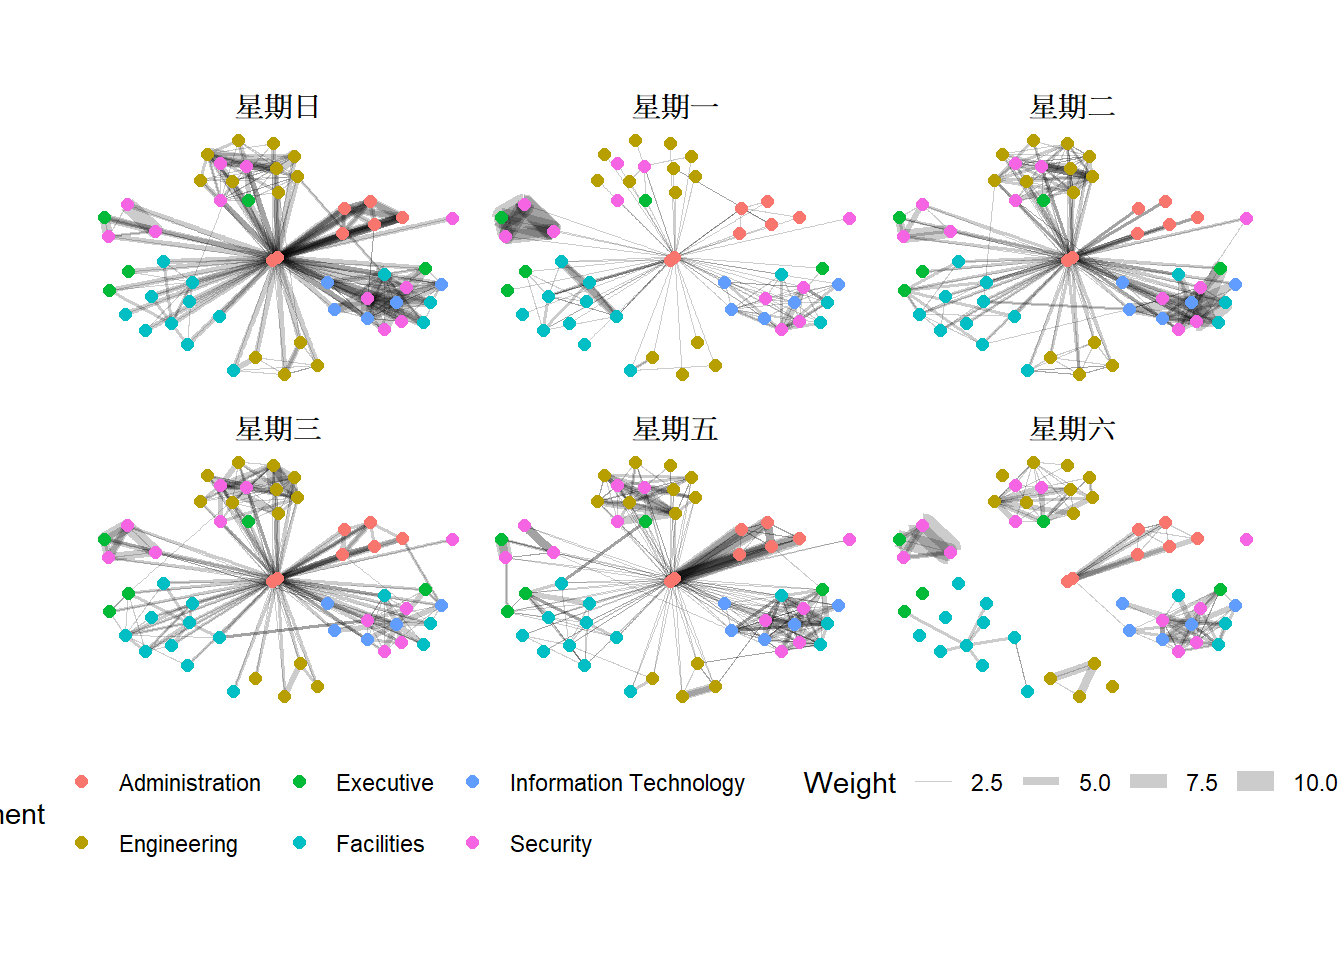 星期日 星期一 星期二
星期三 星期五 星期六
Administration Executive Information Technology Weight 2.5 5.0 7.5 10.0
Engineering Facilities Security